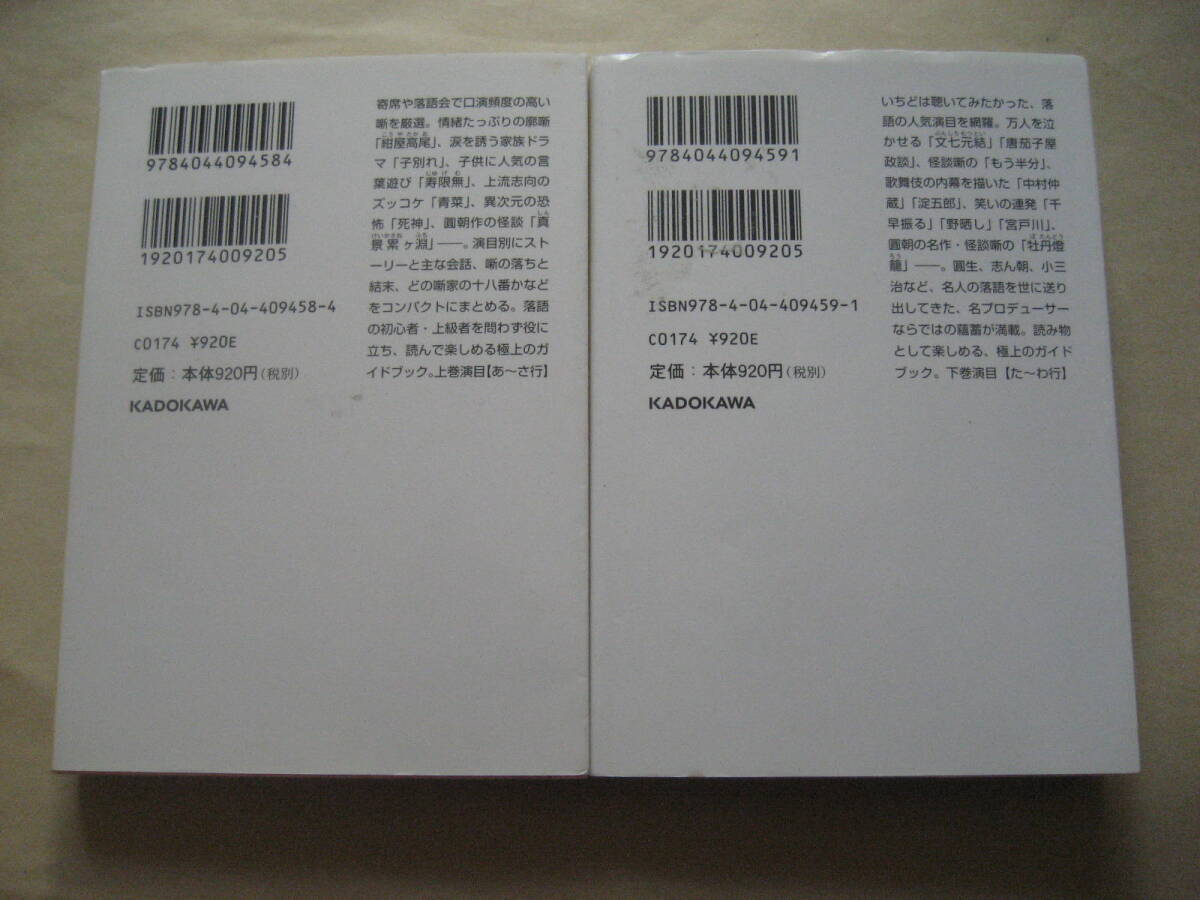 9784044094584
1920174009205
ISBN978-4-04-409458-4
C0174 ¥920E
定価：本体920円（税別）
KADOKAWA
寄席や落語会で口演頻度の高い
噺を厳選。情緒たっぷりの廓噺
「紺屋高尾」、涙を誘う家族ドラ
マ「子別れ」、子供に人気の言
葉遊び「寿限無」、上流志向の
ズッコケ「青菜」、異次元の恐
怖「死神」、圓朝作の怪談「真
景累ヶ淵」――。演目別にスト
ーリーと主な会話、噺の落ちと
結末、どの噺家の十八番かなど
をコンパクトにまとめる。落語
の初心者・上級者を問わず役に
立ち、読んで楽しめる極上のガ
イドブック。上巻演目【あ～さ行】
9784044094591
1920174009205
ISBN978-4-04-409459-1
C0174 ¥920E
定価：本体920円（税別）
KADOKAWA
いちどは聴いてみたかった、落
語の人気演目を網羅。万人を泣
かせる「文七元結」「唐茄子屋
政談」、怪談噺の「もう半分」、
歌舞伎の内幕を描いた「中村仲
蔵」「淀五郎」、笑いの連発「千
早振る」「野晒し」「宮戸川」、
圓朝の名作・怪談噺の「牡丹燈
籠」――。圓生、志ん朝、小三
治など、名人の落語を世に送り
出してきた、名プロデューサー
ならではの蘊蓄が満載。読み物
として楽しめる、極上のガイド
ブック。下巻演目【た～わ行】